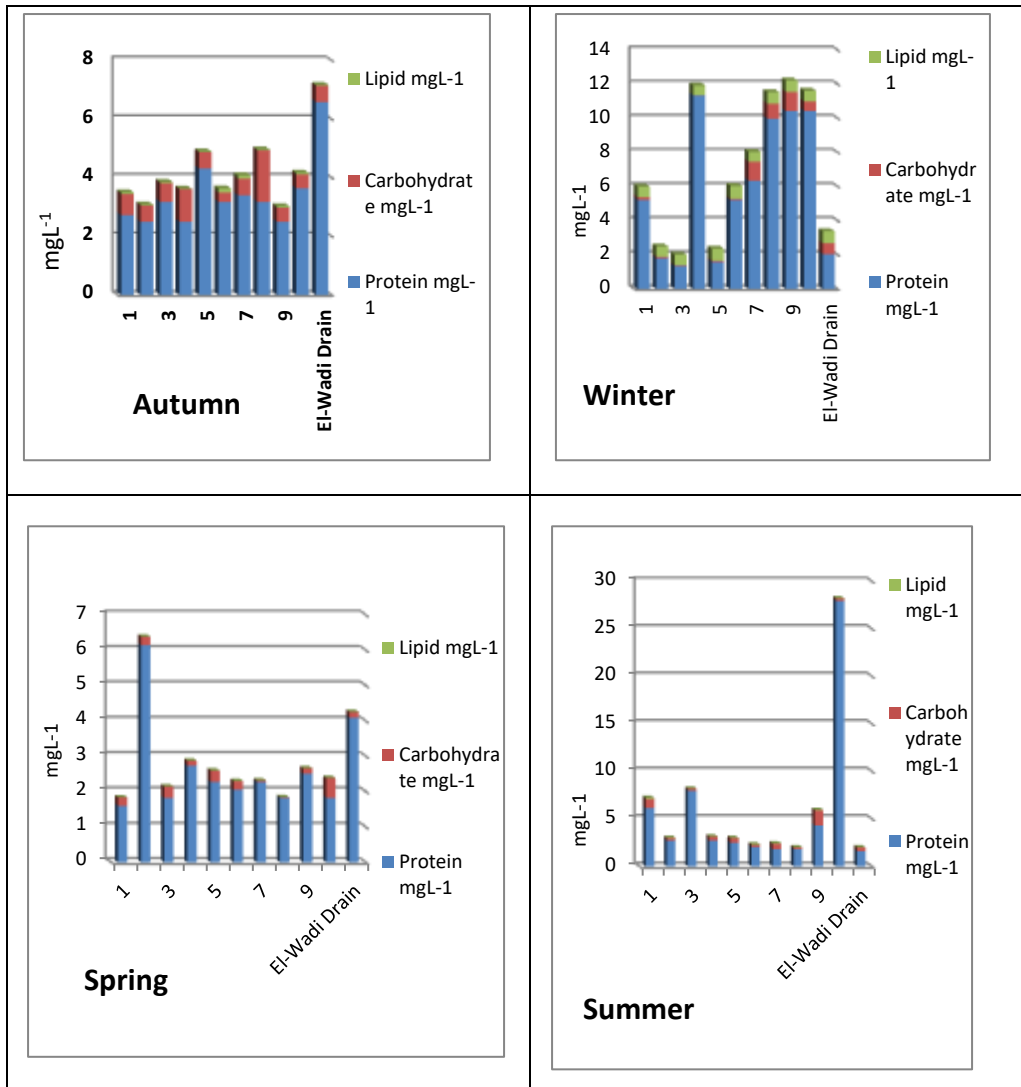 8
6
4
2
0
mgL-1
1
3
5
7
9
El-Wadi Drain
Lipid mgL-1
Carbohydrat
e mgL-1
Protein mgL-
1
Autumn
14
12
10
8
6
4
2
0
mgL-1
1
3
5
7
9
El-Wadi Drain
Lipid mgL-
1
Carbohydr
ate mgL-1
Protein
mgL-1
Winter
7
6
5
4
3
2
1
0
mgL-1
1
3
5
7
9
El-Wadi Drain
Lipid mgL-1
Carbohydra
te mgL-1
Protein
mgL-1
Spring
30
25
20
15
10
5
0
mgL-1
1
3
5
7
9
El-Wadi Drain
Lipid
mgL-1
Carboh
ydrate
mgL-1
Protein
mgL-1
Summer